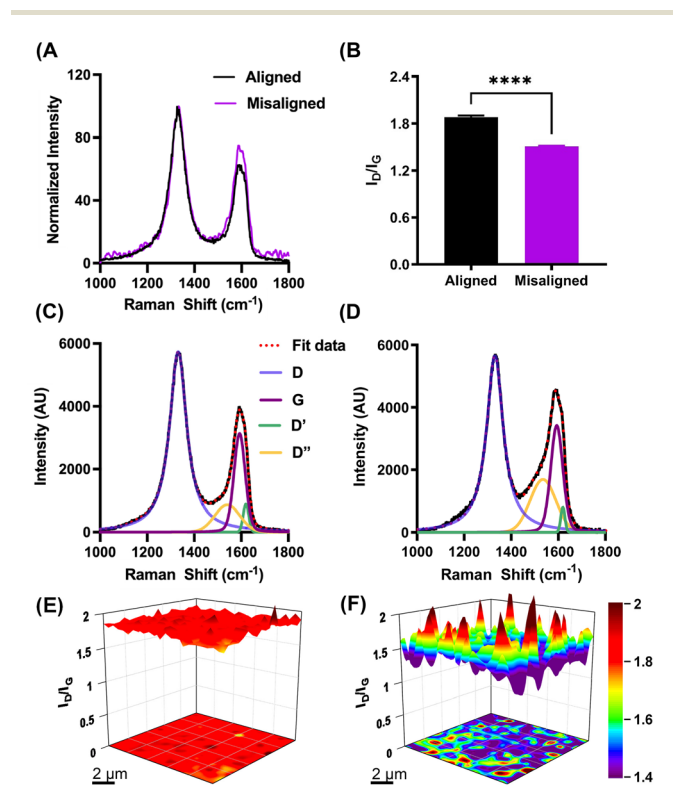 (A)
120
80
40
0
Normalized Intensity
Aligned
Misaligned
1000 1200 1400 1600 1800
Raman Shift (cm⁻¹)
(B)
2.4
1.8
1.2
0.6
0.0
I_D/I_G
****
Aligned Misaligned
(C)
6000
4000
2000
0
Intensity (AU)
Fit data
D
G
D'
D"
1000 1200 1400 1600 1800
Raman Shift (cm⁻¹)
(D)
6000
4000
2000
0
Intensity (AU)
1000 1200 1400 1600 1800
Raman Shift (cm⁻¹)
(E)
2
1.5
1
0.5
0
I_D/I_G
2 µm
(F)
2
1.5
1
0.5
0
I_D/I_G
2 µm
2
1.8
1.6
1.4